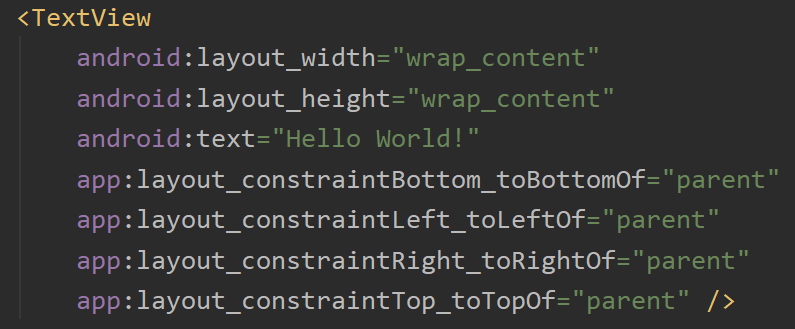 <TextView
android:layout_width="wrap_content"
android:layout_height="wrap_content"
android:text="Hello World!"
app:layout_constraintBottom_toBottomOf="parent"
app:layout_constraintLeft_toLeftOf="parent"
app:layout_constraintRight_toRightOf="parent"
app:layout_constraintTop_toTopOf="parent" />